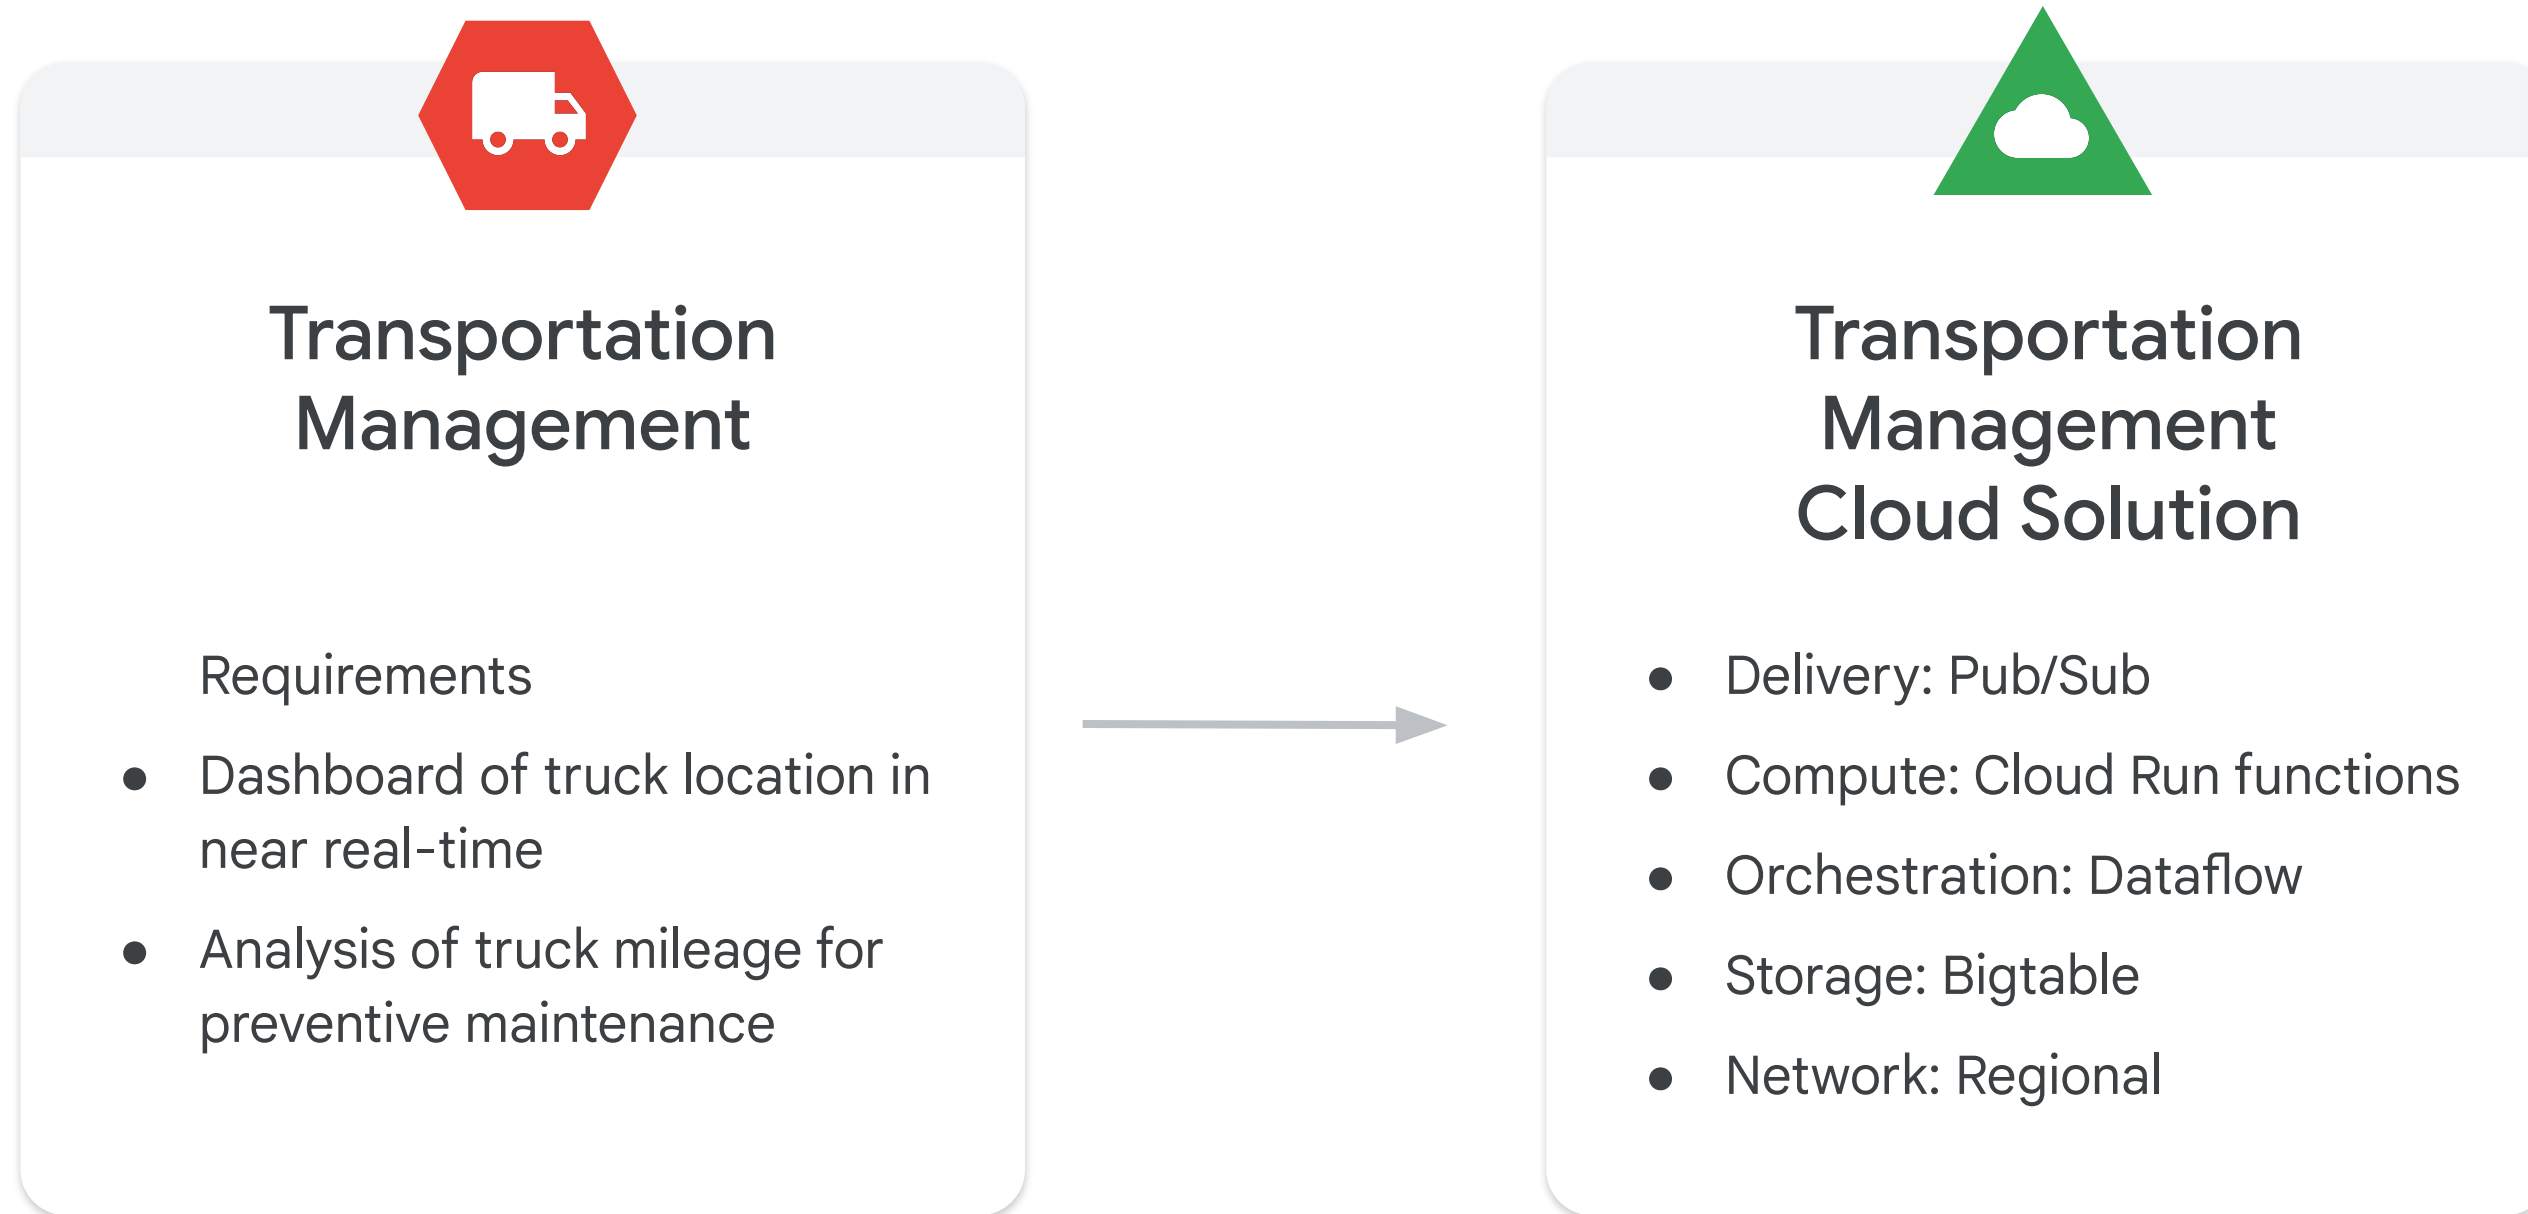 Transportation
Management
Requirements
● Dashboard of truck location in
near real-time
● Analysis of truck mileage for
preventive maintenance
Transportation
Management
Cloud Solution
● Delivery: Pub/Sub
● Compute: Cloud Run functions
● Orchestration: Dataflow
● Storage: Bigtable
● Network: Regional